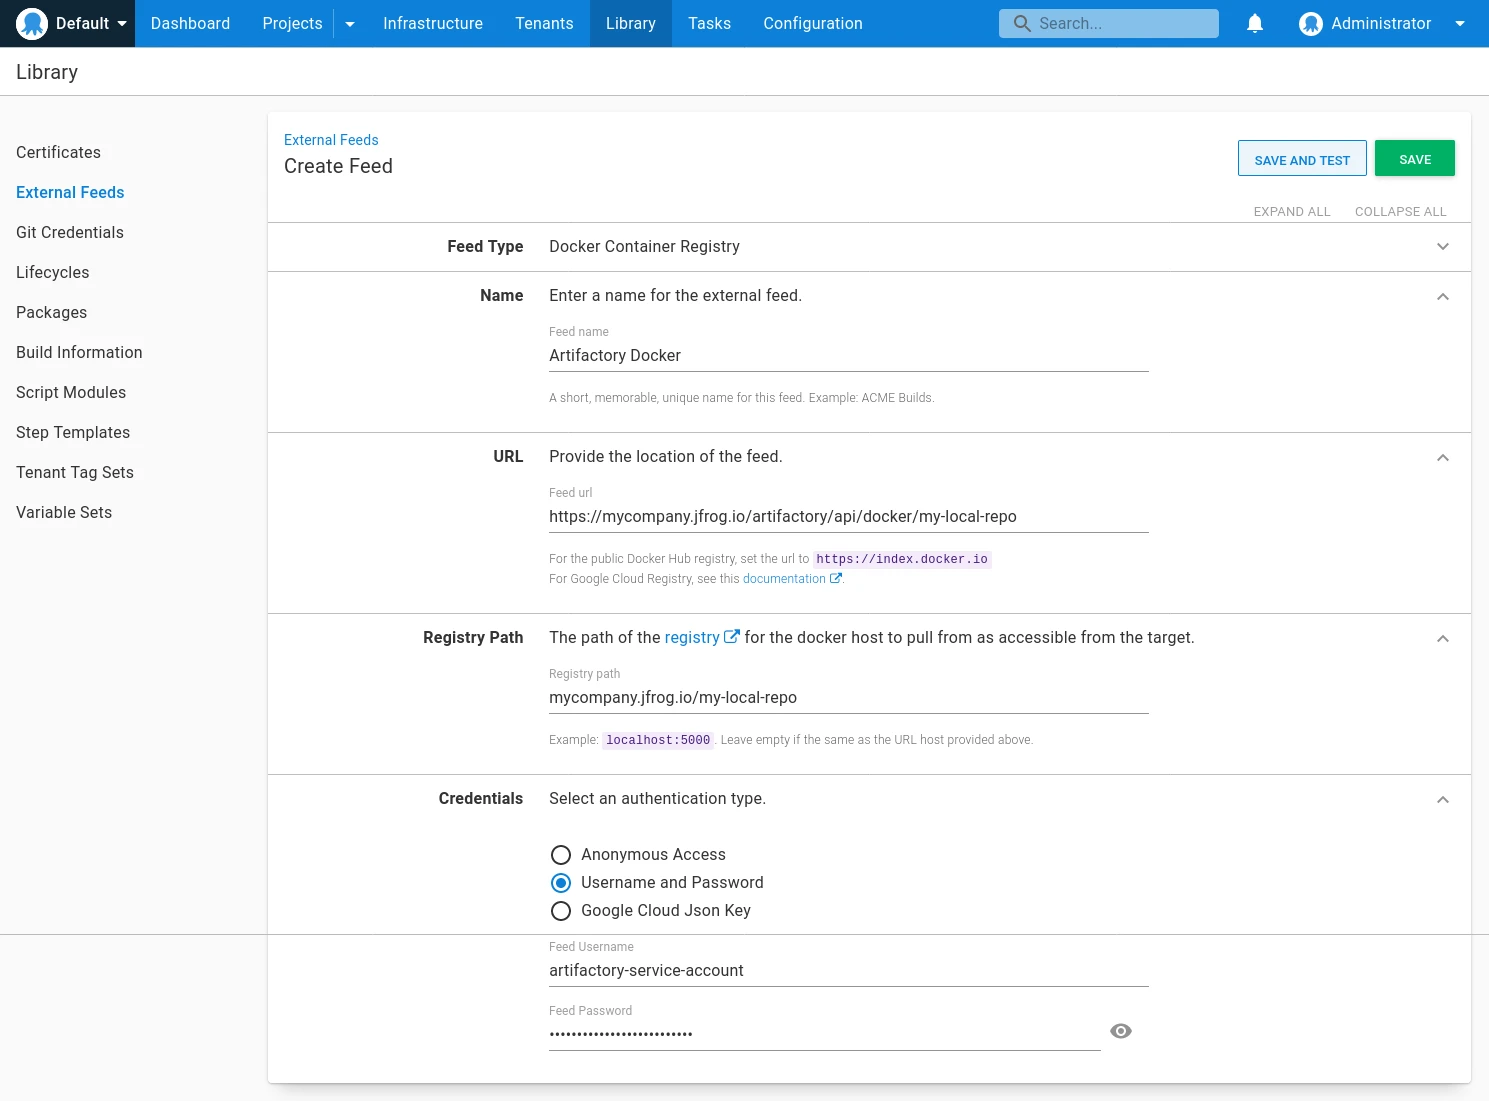 Default Dashboard Projects Infrastructure Tenants Library Tasks Configuration Search... Administrator
Library
Certificates
External Feeds
Git Credentials
Lifecycles
Packages
Build Information
Script Modules
Step Templates
Tenant Tag Sets
Variable Sets
External Feeds
Create Feed
SAVE AND TEST SAVE
EXPAND ALL COLLAPSE ALL
Feed Type Docker Container Registry
Name Enter a name for the external feed.
Feed name
Artifactory Docker
A short, memorable, unique name for this feed. Example: ACME Builds.
URL Provide the location of the feed.
Feed url
https://mycompany.jfrog.io/artifactory/api/docker/my-local-repo
For the public Docker Hub registry, set the url to https://index.docker.io
For Google Cloud Registry, see this documentation.
Registry Path The path of the registry for the docker host to pull from as accessible from the target.
Registry path
mycompany.jfrog.io/my-local-repo
Example: localhost:5000. Leave empty if the same as the URL host provided above.
Credentials Select an authentication type.
Anonymous Access
Username and Password
Google Cloud Json Key
Feed Username
artifactory-service-account
Feed Password
••••••••••••••••••••••••••